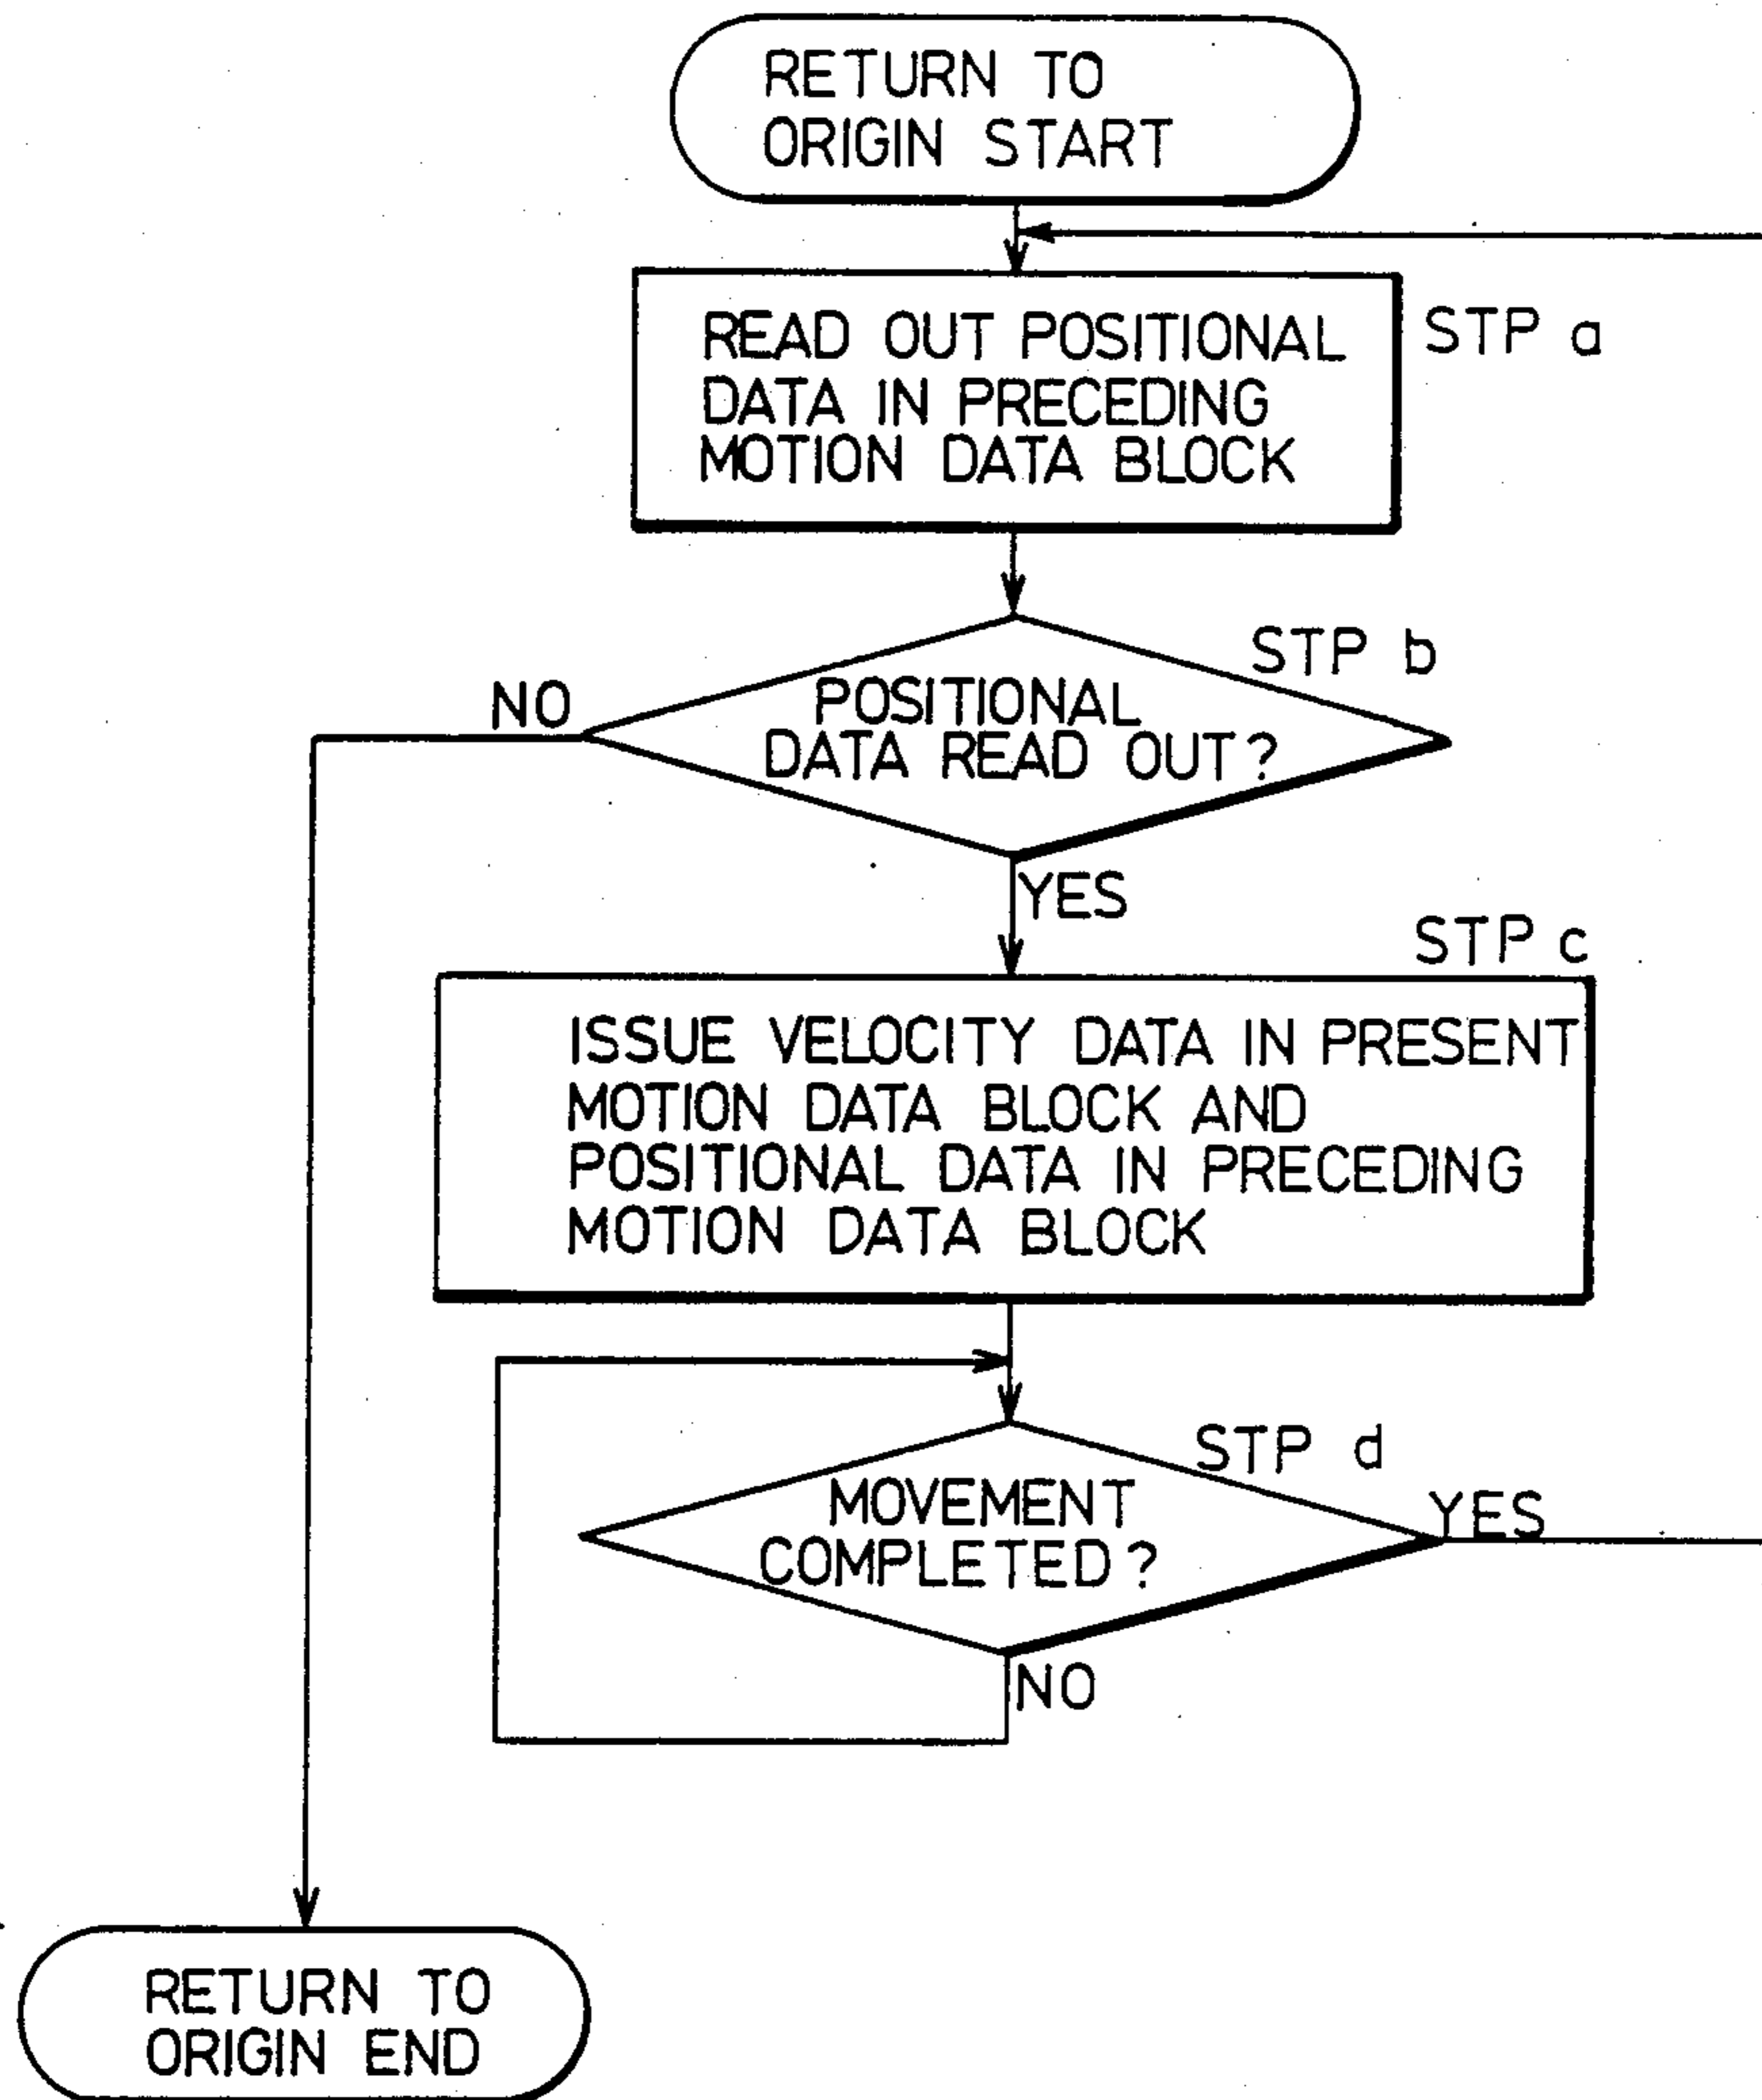 RETURN TO
ORIGIN START
READ OUT POSITIONAL
DATA IN PRECEDING
MOTION DATA BLOCK
STP a
STP b
NO
POSITIONAL
DATA READ OUT?
YES
STP c
ISSUE VELOCITY DATA IN PRESENT
MOTION DATA BLOCK AND
POSITIONAL DATA IN PRECEDING
MOTION DATA BLOCK
STP d
MOVEMENT
COMPLETED?
YES
NO
RETURN TO
ORIGIN END